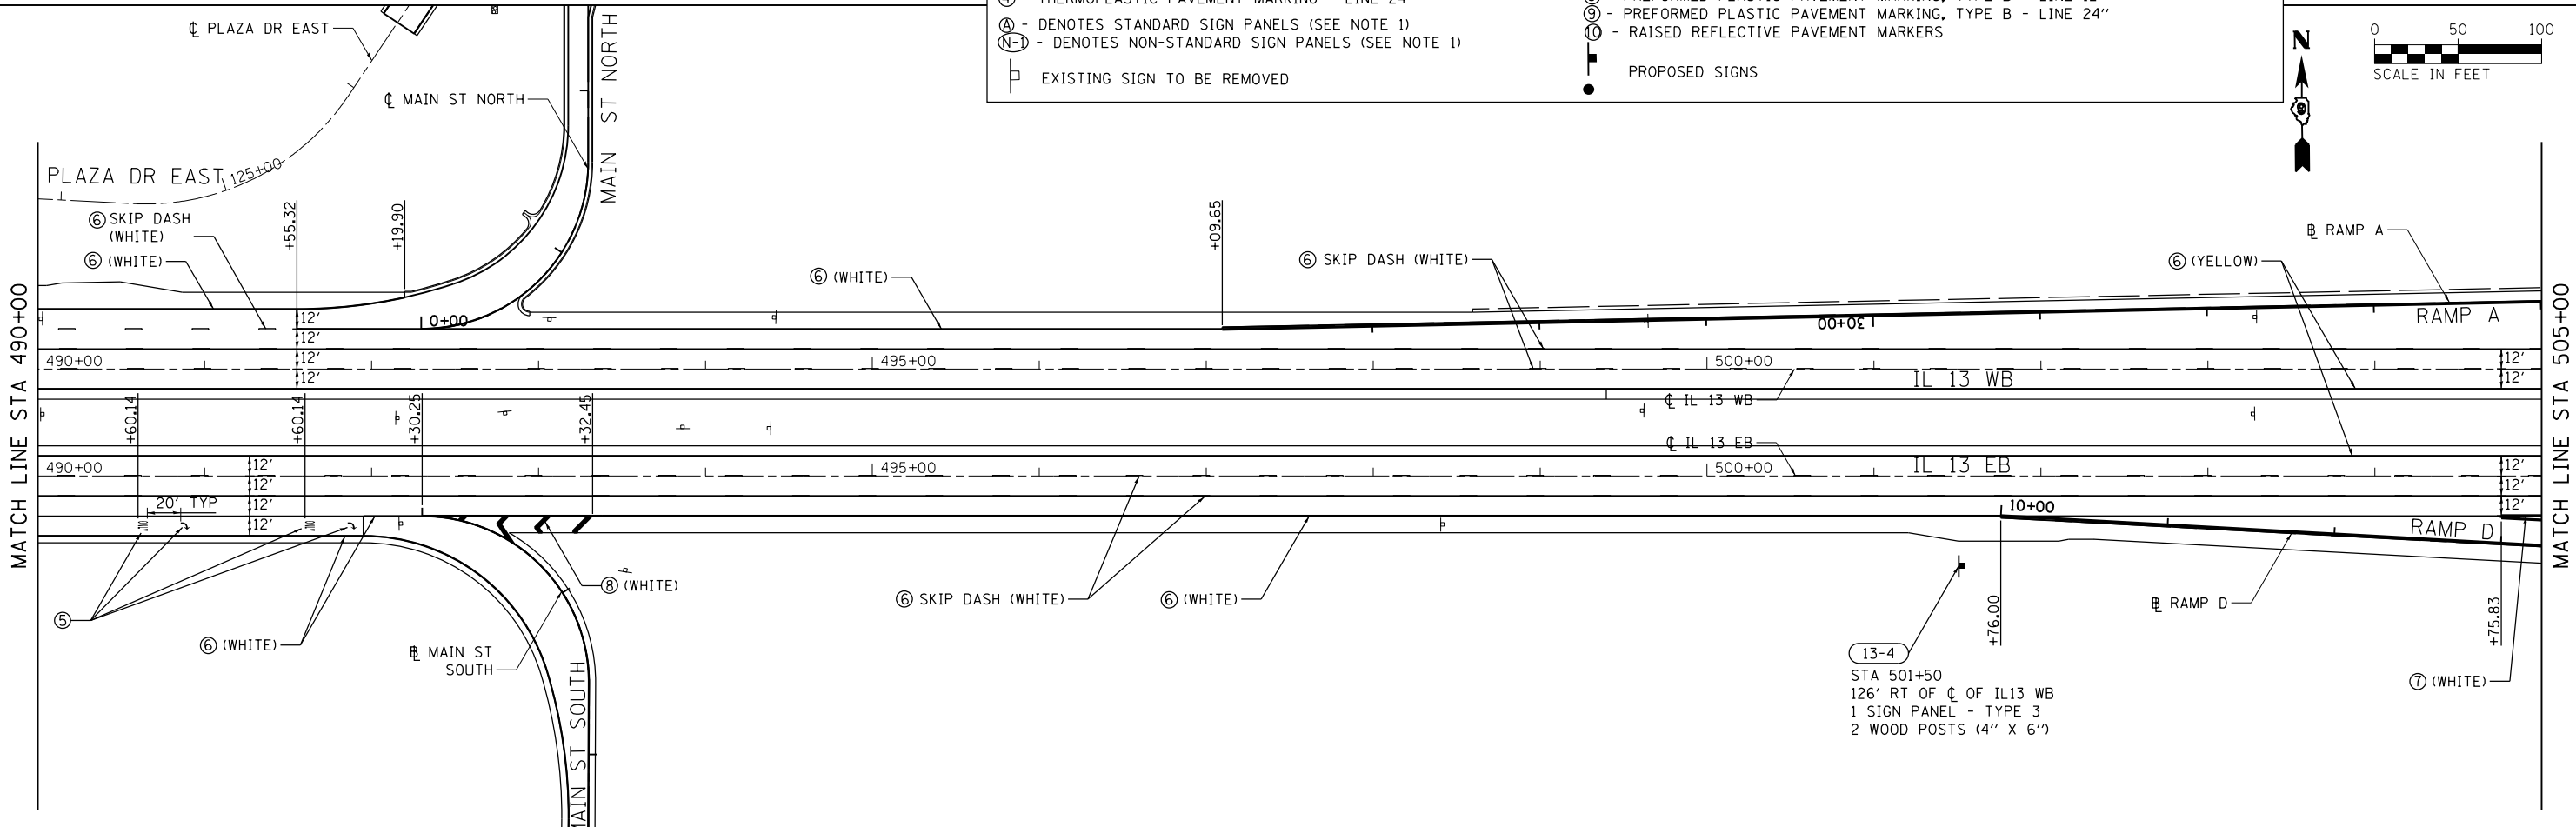 THERMOPLASTIC PAVEMENT MARKING - LINE 24"
Ⓐ - DENOTES STANDARD SIGN PANELS (SEE NOTE 1)
N-1 - DENOTES NON-STANDARD SIGN PANELS (SEE NOTE 1)
EXISTING SIGN TO BE REMOVED
⑨ - PREFORMED PLASTIC PAVEMENT MARKING, TYPE B - LINE 24"
⑩ - RAISED REFLECTIVE PAVEMENT MARKERS
PROPOSED SIGNS
N
0 50 100
SCALE IN FEET
℄ PLAZA DR EAST
℄ MAIN ST NORTH
MAIN ST NORTH
PLAZA DR EAST
125+00
⑥ SKIP DASH
(WHITE)
⑥ (WHITE)
+55.32
+19.90
⑥ (WHITE)
+09.65
⑥ SKIP DASH (WHITE)
⑥ (YELLOW)
BL RAMP A
MATCH LINE STA 490+00
MATCH LINE STA 505+00
12'
12'
12'
12'
0+00
30+00
RAMP A
490+00
495+00
500+00
12'
12'
IL 13 WB
℄ IL 13 WB
+60.14
+60.14
+30.25
+32.45
℄ IL 13 EB
490+00
495+00
500+00
IL 13 EB
12'
12'
12'
12'
12'
12'
12'
20' TYP
10+00
RAMP D
⑤
⑥ (WHITE)
⑧ (WHITE)
⑥ SKIP DASH (WHITE)
⑥ (WHITE)
BL MAIN ST
SOUTH
MAIN ST SOUTH
+76.00
BL RAMP D
+75.83
⑦ (WHITE)
13-4
STA 501+50
126' RT OF ℄ OF IL13 WB
1 SIGN PANEL - TYPE 3
2 WOOD POSTS (4" X 6")